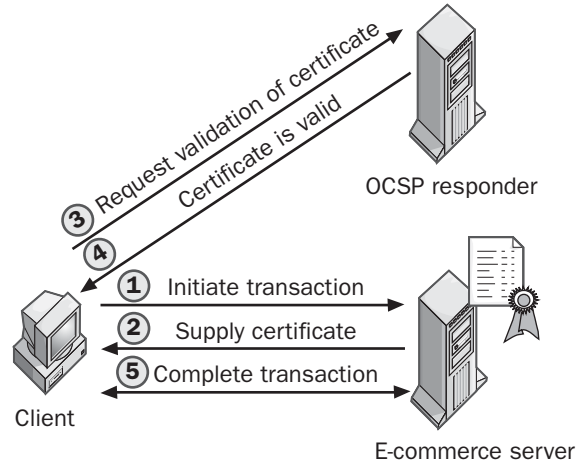 3 Request validation of certificate
4 Certificate is valid
OCSP responder
1 Initiate transaction
2 Supply certificate
5 Complete transaction
Client
E-commerce server